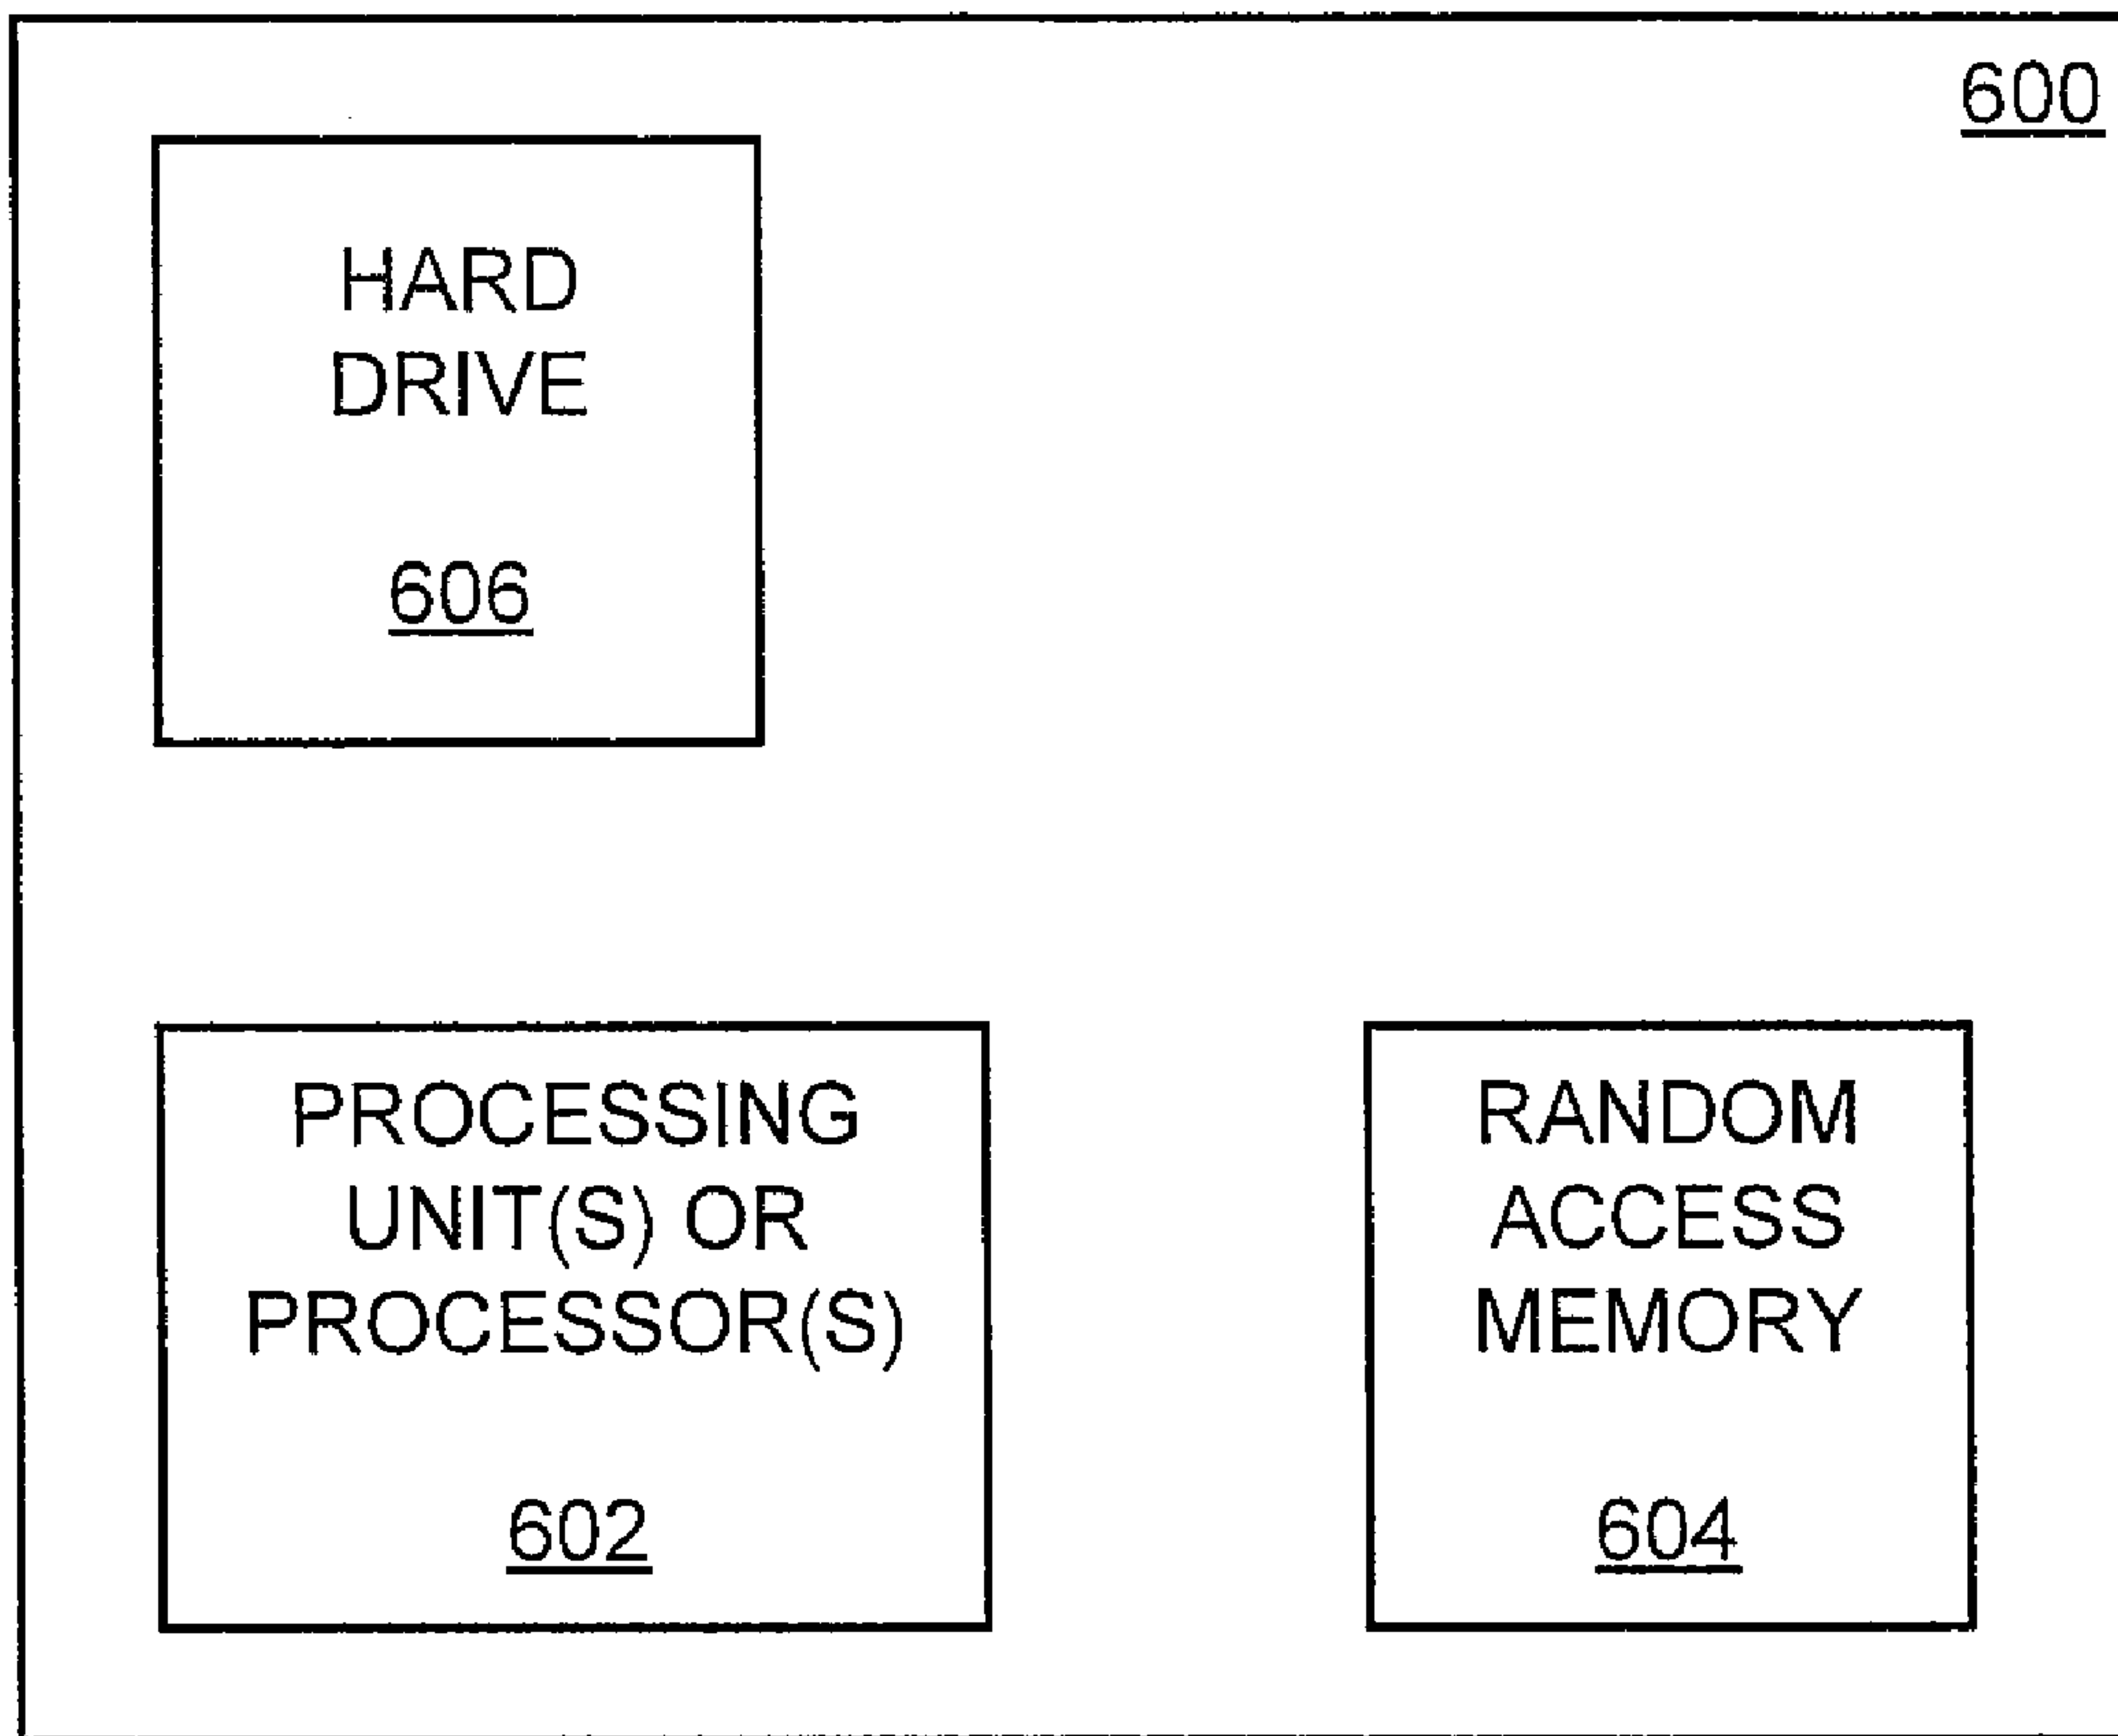 600
HARD
DRIVE
606
PROCESSING
UNIT(S) OR
PROCESSOR(S)
602
RANDOM
ACCESS
MEMORY
604